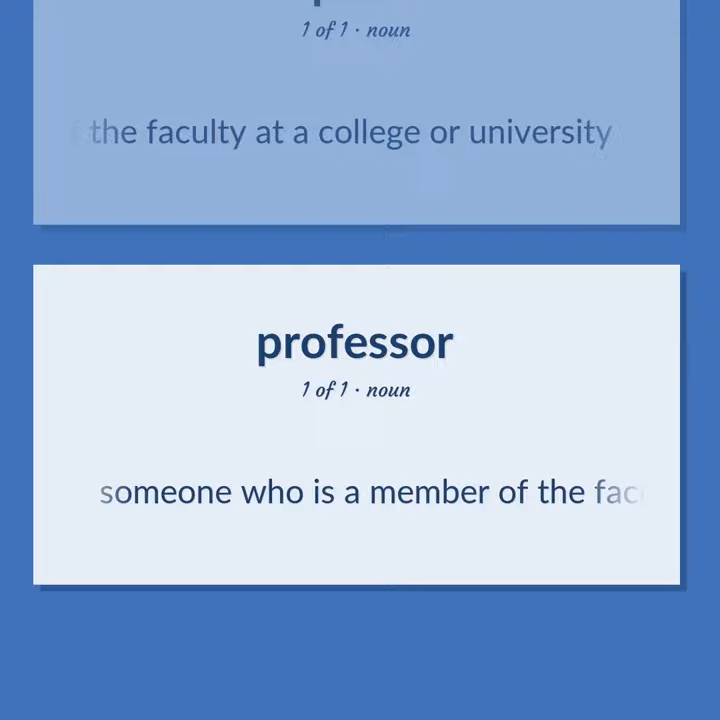 1 of 1 · noun
the faculty at a college or university
professor
1 of 1 · noun
someone who is a member of the